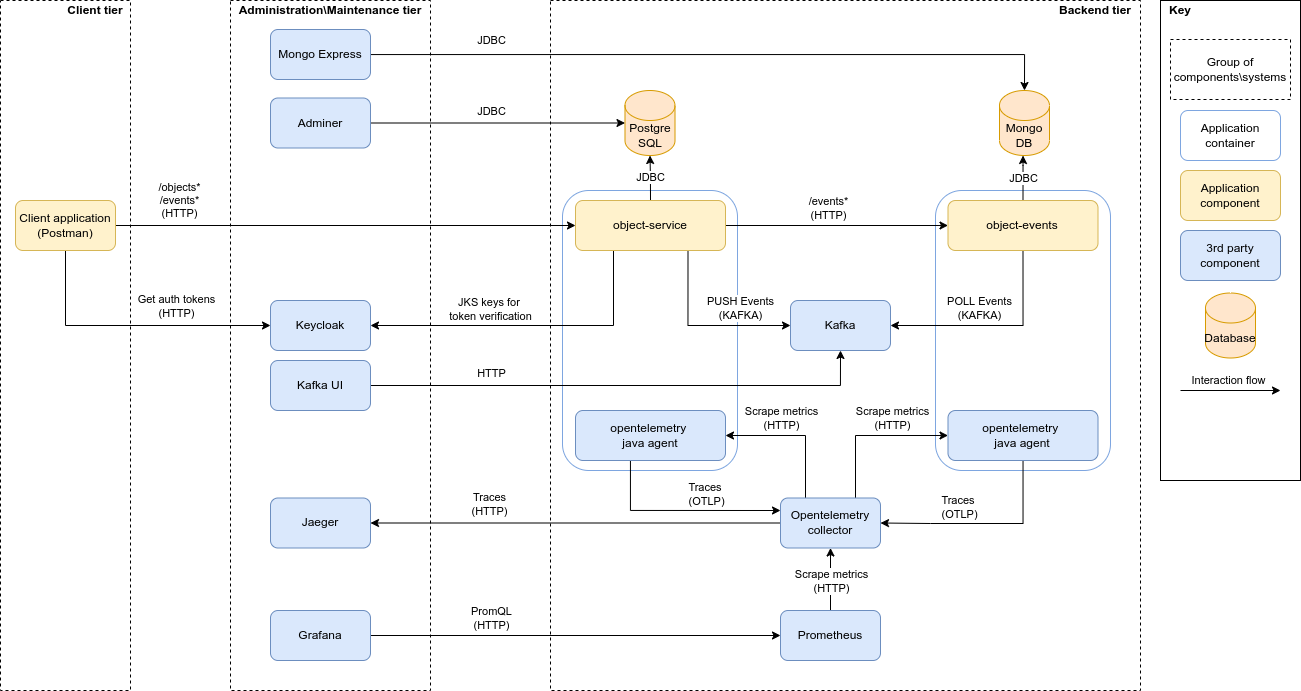 Client tier
Administration\Maintenance tier
Backend tier
Key
Mongo Express
JDBC
Adminer
JDBC
Postgre
SQL
Mongo
DB
JDBC
JDBC
Client application
(Postman)
/objects*
/events*
(HTTP)
object-service
/events*
(HTTP)
object-events
Get auth tokens
(HTTP)
Keycloak
JKS keys for
token verification
PUSH Events
(KAFKA)
Kafka
POLL Events
(KAFKA)
Kafka UI
HTTP
opentelemetry
java agent
Scrape metrics
(HTTP)
Scrape metrics
(HTTP)
opentelemetry
java agent
Traces
(OTLP)
Traces
(OTLP)
Jaeger
Traces
(HTTP)
Opentelemetry
collector
Scrape metrics
(HTTP)
Grafana
PromQL
(HTTP)
Prometheus
Group of
components\systems
Application
container
Application
component
3rd party
component
Database
Interaction flow